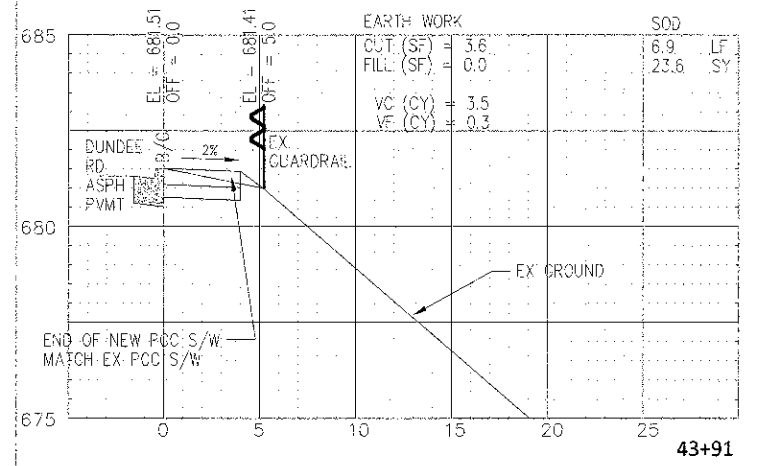 EL = 681.51
OFF = 0.0
EL = 681.41
OFF = 5.0
EARTH WORK
CUT (SF) = 3.6
FILL (SF) = 0.0
VC (CY) = 3.5
VF (CY) = 0.3
SOD
6.9 LF
23.6 SY
685
DUNDEE
RD
ASPH
PVMT
B/C
2%
EX
GUARDRAIL
680
EX GROUND
END OF NEW PCC S/W
MATCH EX PCC S/W
675
0 5 10 15 20 25
43+91